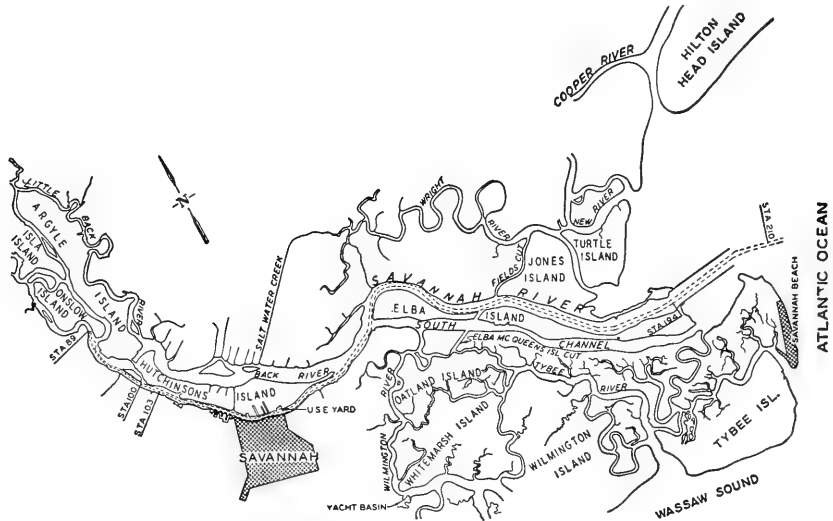 COOPER RIVER
HILTON
HEAD ISLAND
ATLANTIC OCEAN
N
LITTLE
BACK
RIVER
ARGYLE
ISLAND
ISLA
ISLAND
ONSLOW
ISLAND
STA 89
STA 100
STA 103
HUTCHINSONS
ISLAND
BACK RIVER
SALT WATER CREEK
USE YARD
SAVANNAH
WRIGHT
RIVER
NEW RIVER
TURTLE
ISLAND
JONES
ISLAND
FIELDS CUT
SAVANNAH RIVER
ELBA
ISLAND
SOUTH
CHANNEL
ELBA MC QUEENS ISL CUT
TYBEE
RIVER
STA 194
STA 210
SAVANNAH BEACH
OATLAND ISLAND
WHITEMARSH ISLAND
WILMINGTON
RIVER
WILMINGTON
ISLAND
YACHT BASIN
TYBEE ISL.
WASSAW SOUND